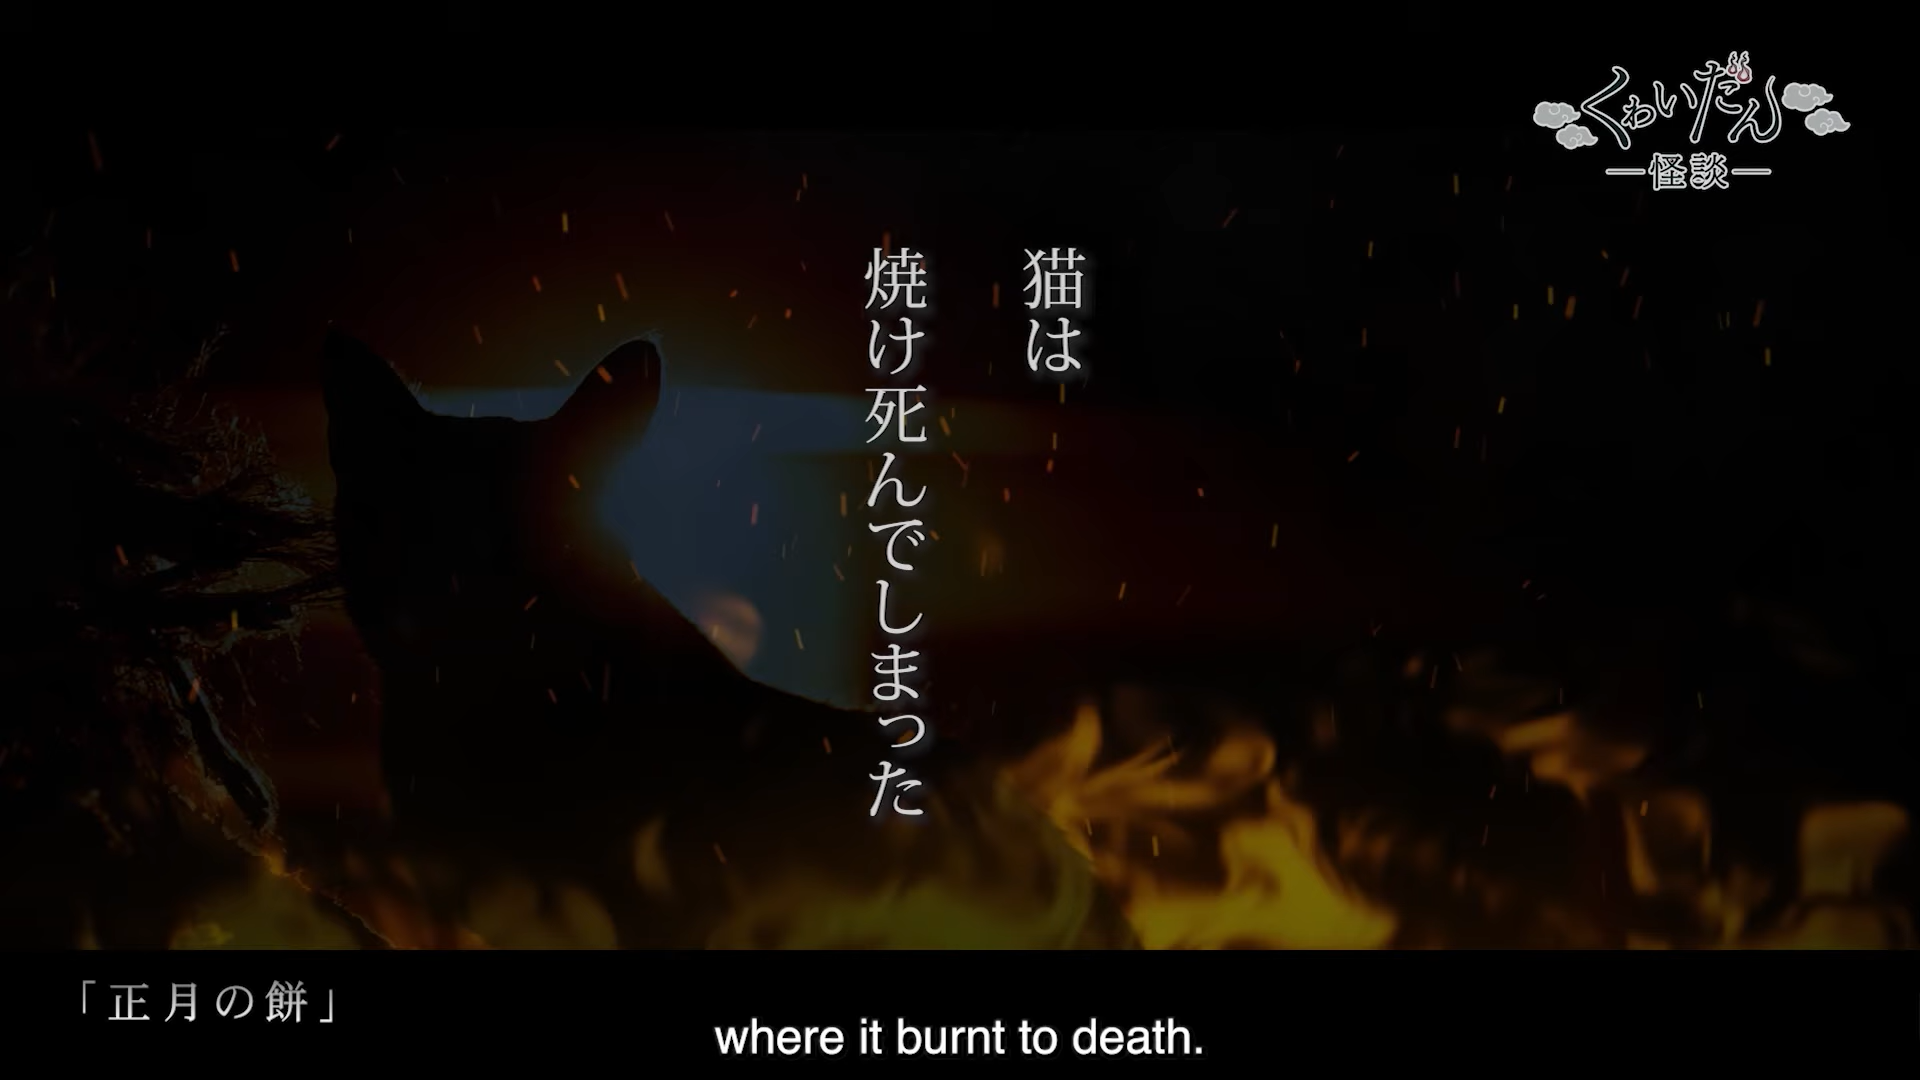 くわいだん
―怪談―
猫は
焼け死んでしまった
「正月の餅」
where it burnt to death.